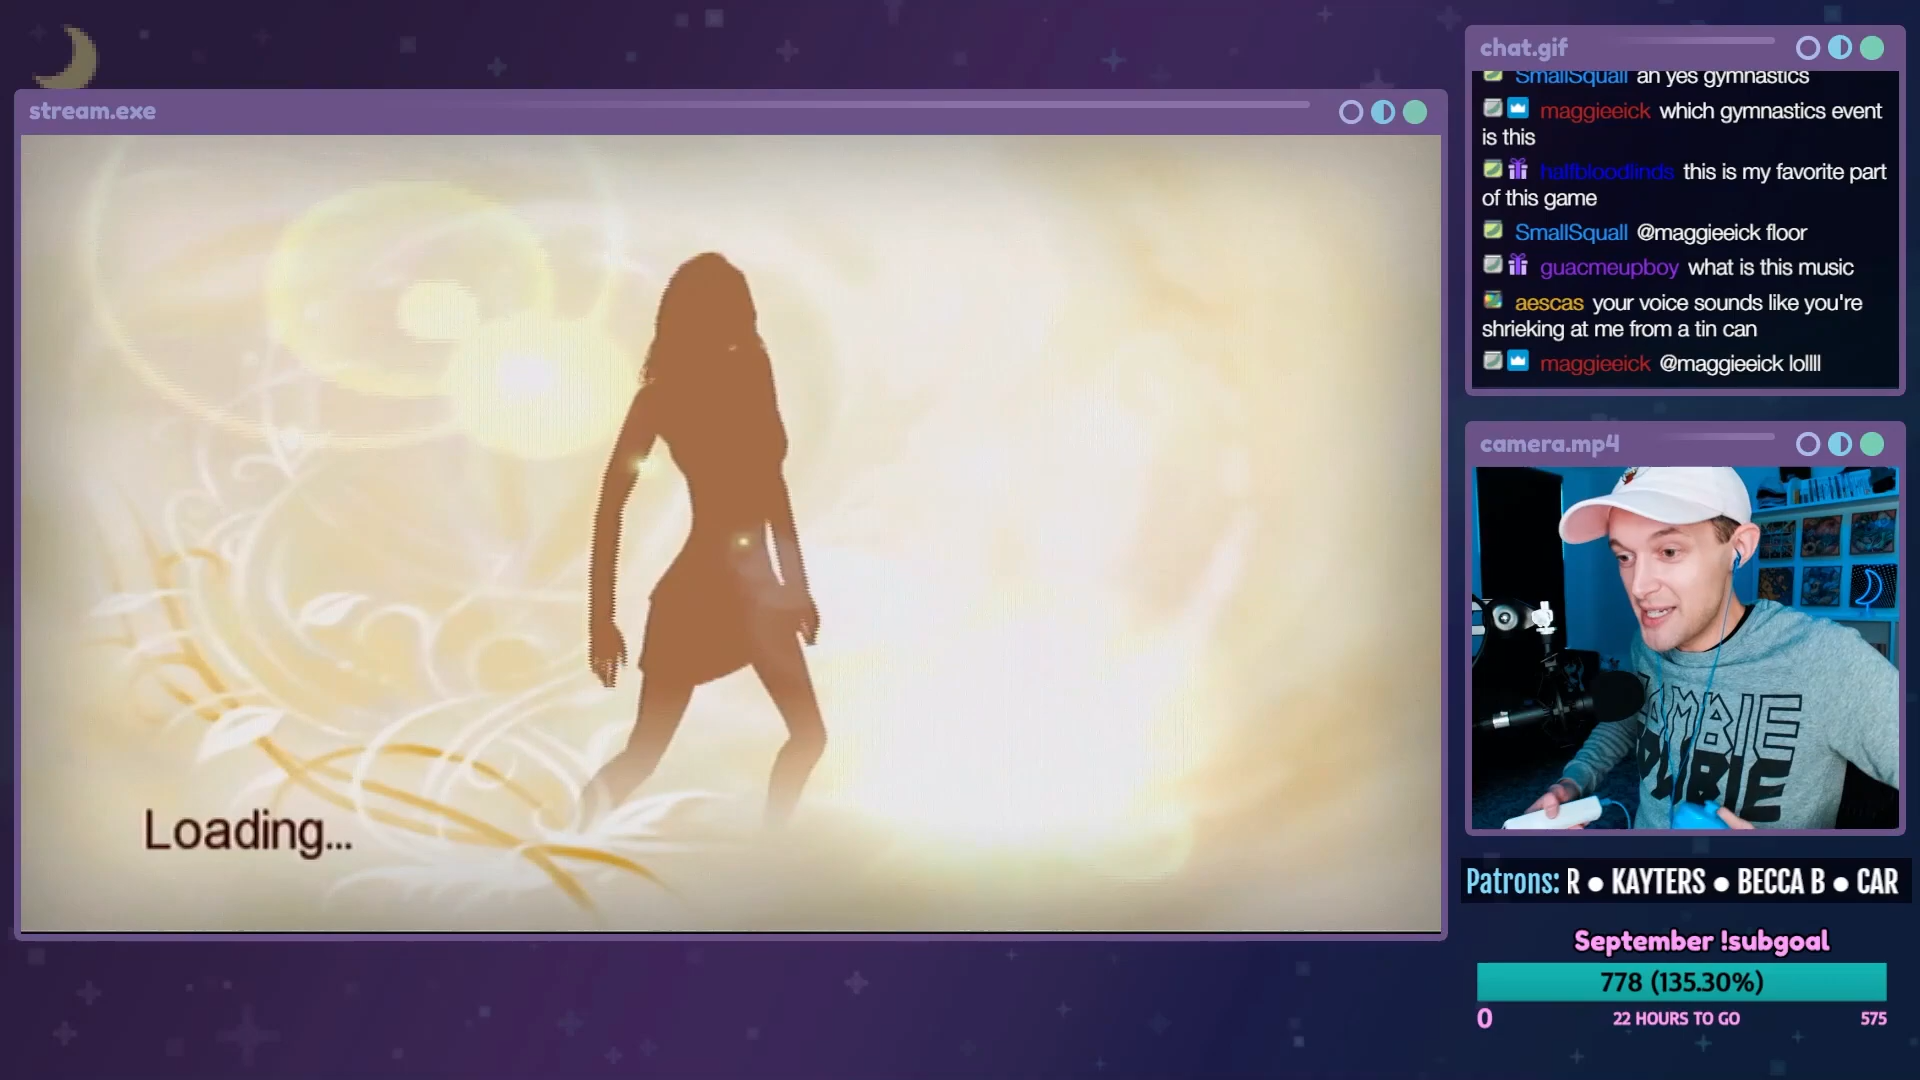 stream.exe
Loading...
chat.gif
SmallSquall an yes gymnastics
maggieeick which gymnastics event
is this
halfbloodlinds this is my favorite part
of this game
SmallSquall @maggieeick floor
guacmeupboy what is this music
aescas your voice sounds like you're
shrieking at me from a tin can
maggieeick @maggieeick lollll
camera.mp4
ZOMBIE
Patrons: R ● KAYTERS ● BECCA B ● CAR
September !subgoal
778 (135.30%)
0 22 HOURS TO GO 575